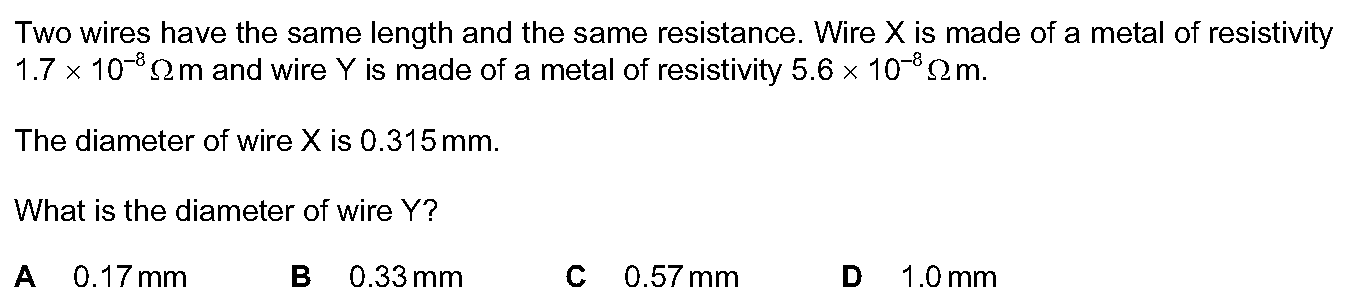 Two wires have the same length and the same resistance. Wire X is made of a metal of resistivity
1.7 × 10⁻⁸ Ω m and wire Y is made of a metal of resistivity 5.6 × 10⁻⁸ Ω m.
The diameter of wire X is 0.315 mm.
What is the diameter of wire Y?
A 0.17 mm B 0.33 mm C 0.57 mm D 1.0 mm